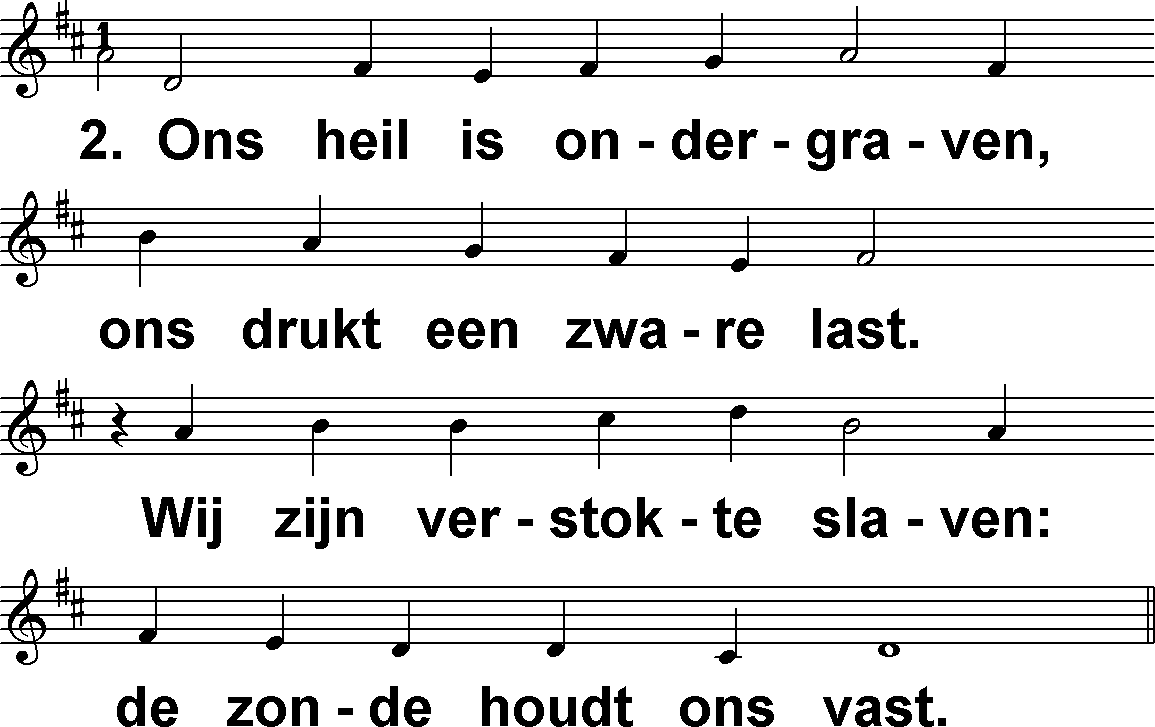 1
2. Ons heil is on - der - gra - ven,
ons drukt een zwa - re last.
Wij zijn ver - stok - te sla - ven:
de zon - de houdt ons vast.